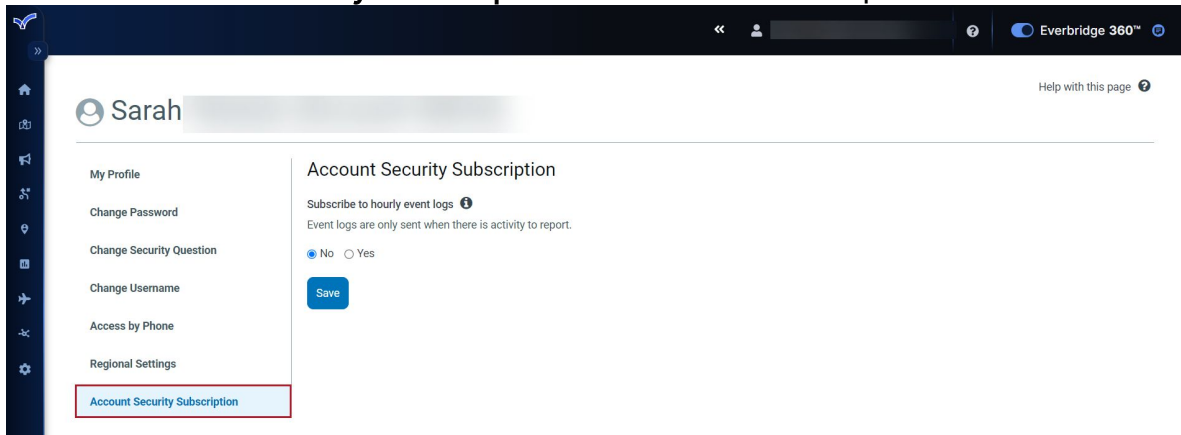 Everbridge 360™
Help with this page
Sarah
My Profile
Change Password
Change Security Question
Change Username
Access by Phone
Regional Settings
Account Security Subscription
Account Security Subscription
Subscribe to hourly event logs
Event logs are only sent when there is activity to report.
No Yes
Save